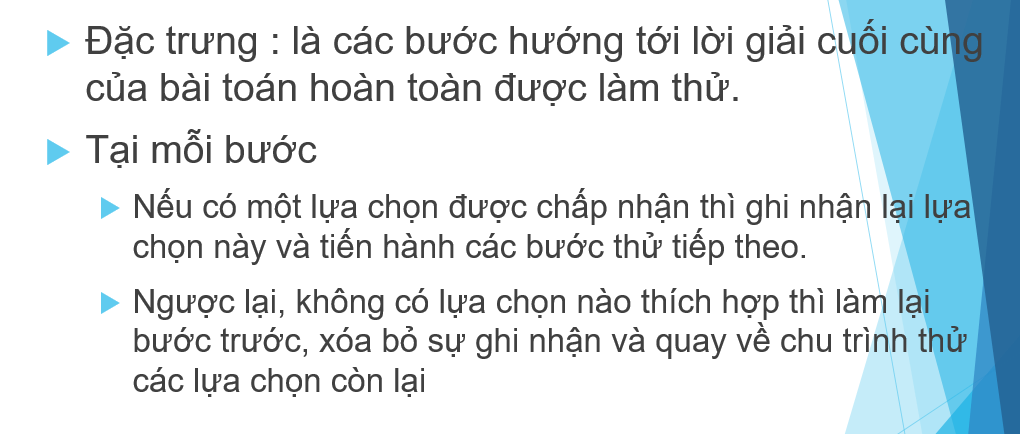 Đặc trưng : là các bước hướng tới lời giải cuối cùng
của bài toán hoàn toàn được làm thử.
Tại mỗi bước
Nếu có một lựa chọn được chấp nhận thì ghi nhận lại lựa
chọn này và tiến hành các bước thử tiếp theo.
Ngược lại, không có lựa chọn nào thích hợp thì làm lại
bước trước, xóa bỏ sự ghi nhận và quay về chu trình thử
các lựa chọn còn lại